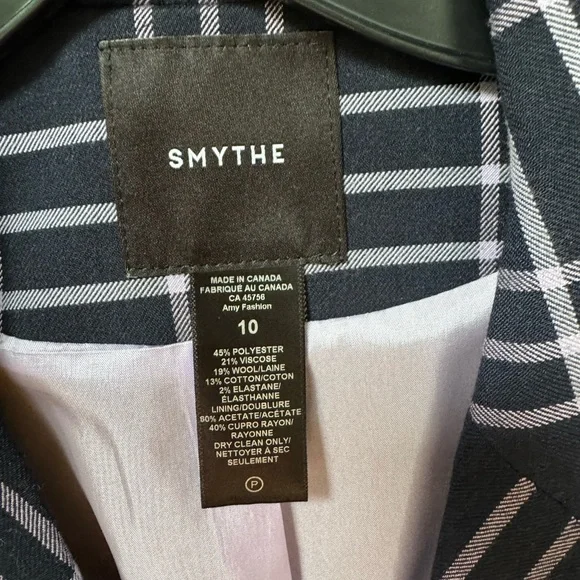 SMYTHE
MADE IN CANADA
FABRIQUÉ AU CANADA
CA 45756
Amy Fashion
10
45% POLYESTER
21% VISCOSE
19% WOOL/LAINE
13% COTTON/COTON
2% ELASTANE/
ÉLASTHANNE
LINING/DOUBLURE
80% ACETATE/ACÉTATE
40% CUPRO RAYON/
RAYONNE
DRY CLEAN ONLY/
NETTOYER À SEC
SEULEMENT
P